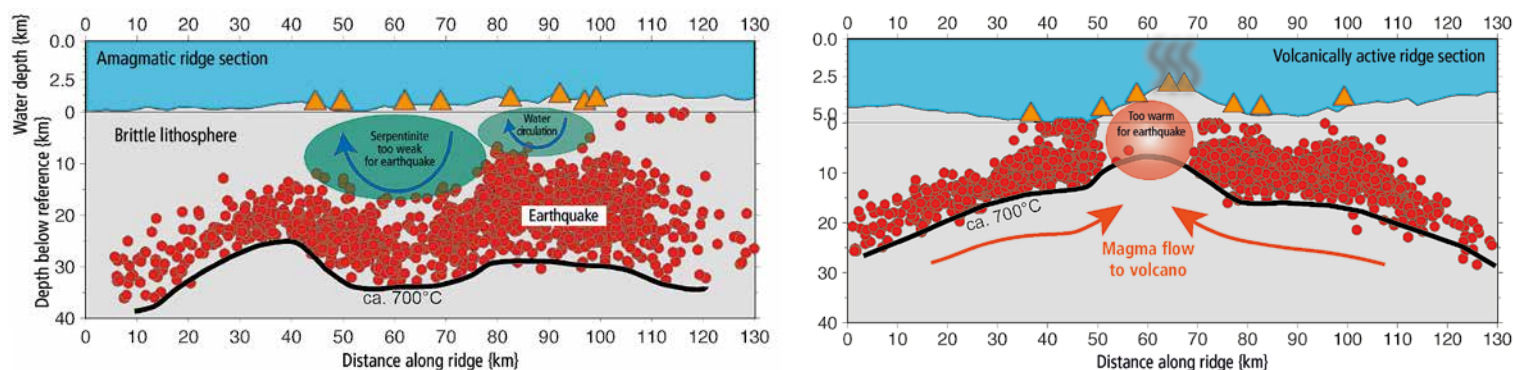 0 10 20 30 40 50 60 70 80 90 100 110 120 130
0.0
2.5
0
10
20
30
40
Water depth {km}
Depth below reference {km}
Amagmatic ridge section
Brittle lithosphere
Serpentinite
too weak
for earthquake
Water
circulation
Earthquake
ca. 700°C
0 10 20 30 40 50 60 70 80 90 100 110 120 130
Distance along ridge {km}
0 10 20 30 40 50 60 70 80 90 100 110 120 130
0.0
2.5
5.0
0
10
20
30
40
Volcanically active ridge section
Too warm
for earthquake
ca. 700°C
Magma flow
to volcano
0 10 20 30 40 50 60 70 80 90 100 110 120 130
Distance along ridge {km}